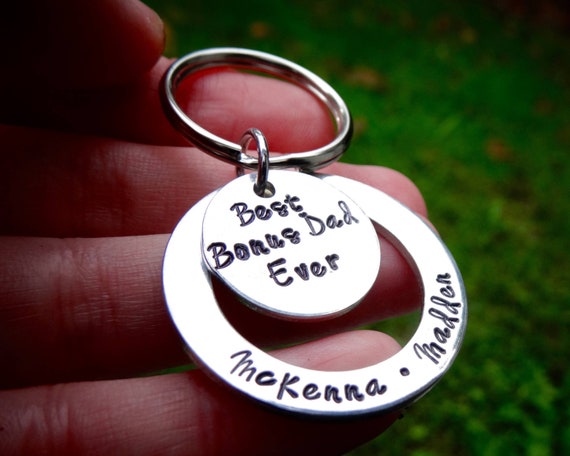 Best
Bonus Dad
Ever
McKenna • Madden